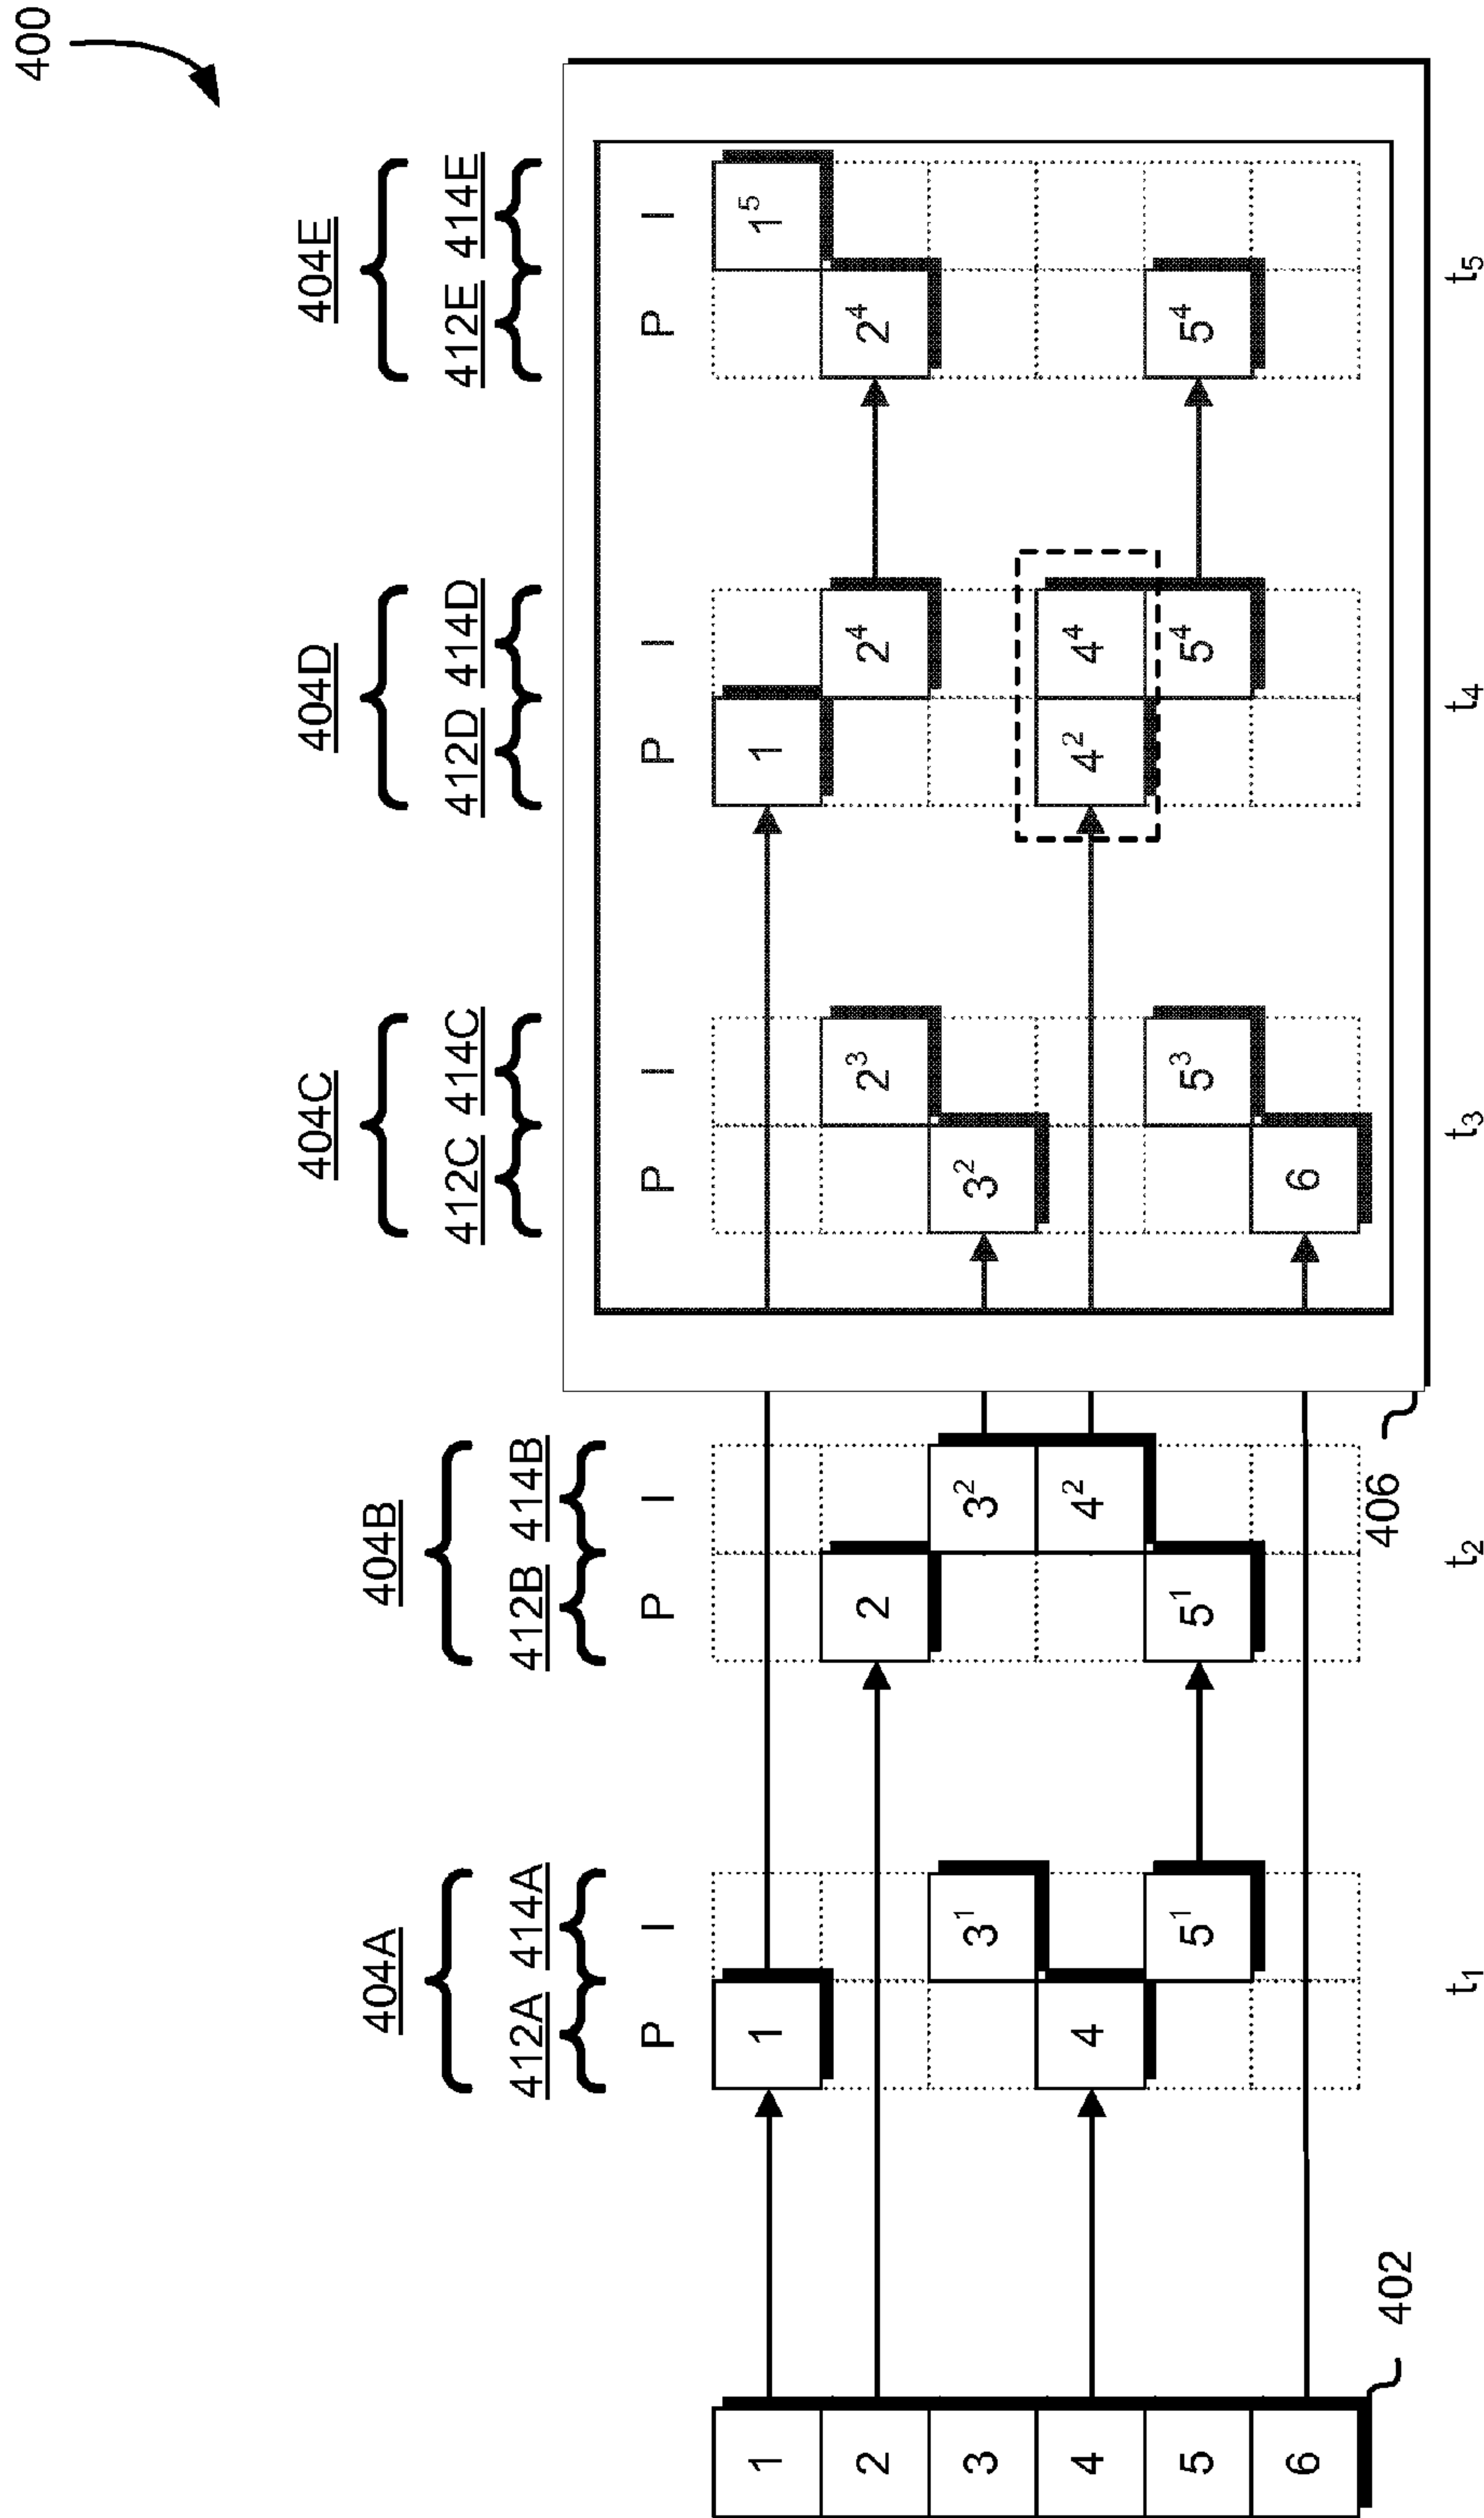 400
404A 404B 404C 404D 404E
412A 414A 412B 414B 412C 414C 412D 414D 412E 414E
P I P I P I P I P I
1 1 1 1⁵
2 2 2³ 2⁴ 2⁴
3 3¹ 3² 3²
4 4 4² 4² 4⁴
5 5¹ 5¹ 5³ 5⁴ 5⁴
6 6
402 406
t₁ t₂ t₃ t₄ t₅